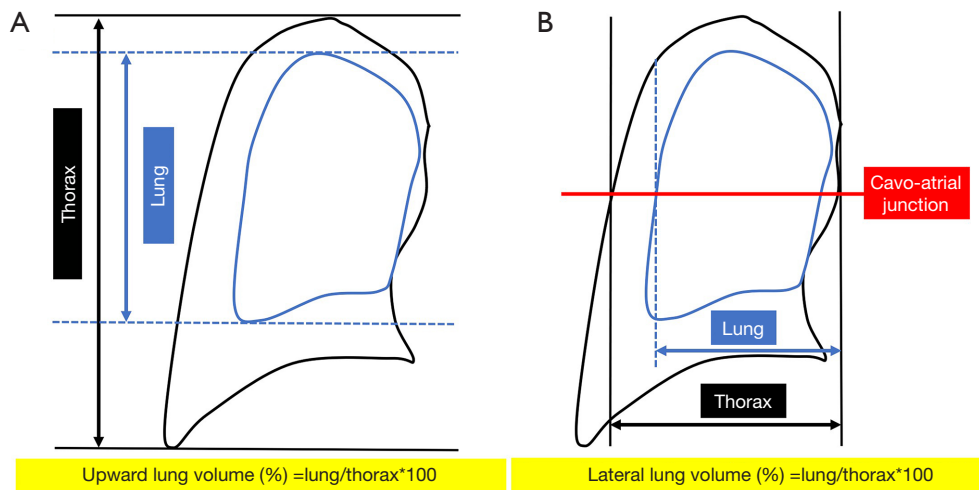 A
Thorax
Lung
Upward lung volume (%) =lung/thorax*100
B
Cavo-atrial
junction
Lung
Thorax
Lateral lung volume (%) =lung/thorax*100